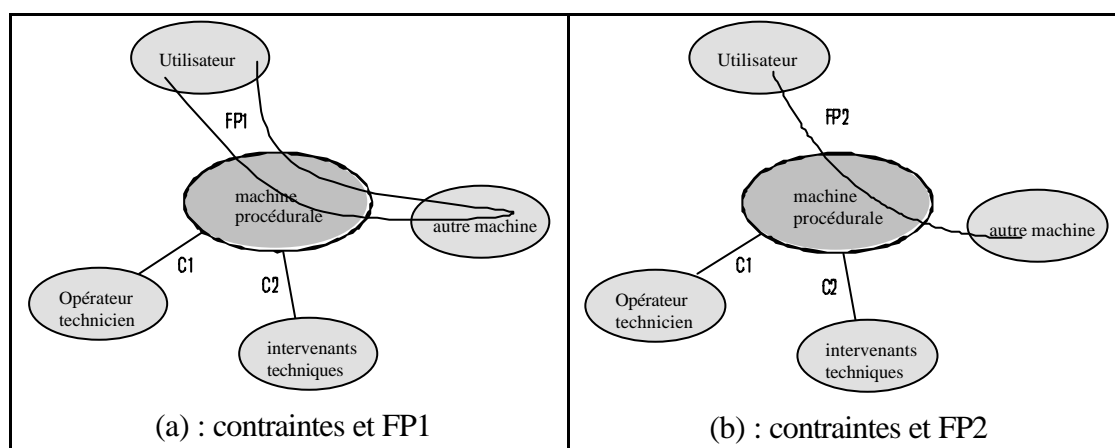 Utilisateur
FP1
machine
procédurale
autre machine
C1
C2
Opérateur
technicien
intervenants
techniques
(a) : contraintes et FP1
Utilisateur
FP2
machine
procédurale
autre machine
C1
C2
Opérateur
technicien
intervenants
techniques
(b) : contraintes et FP2